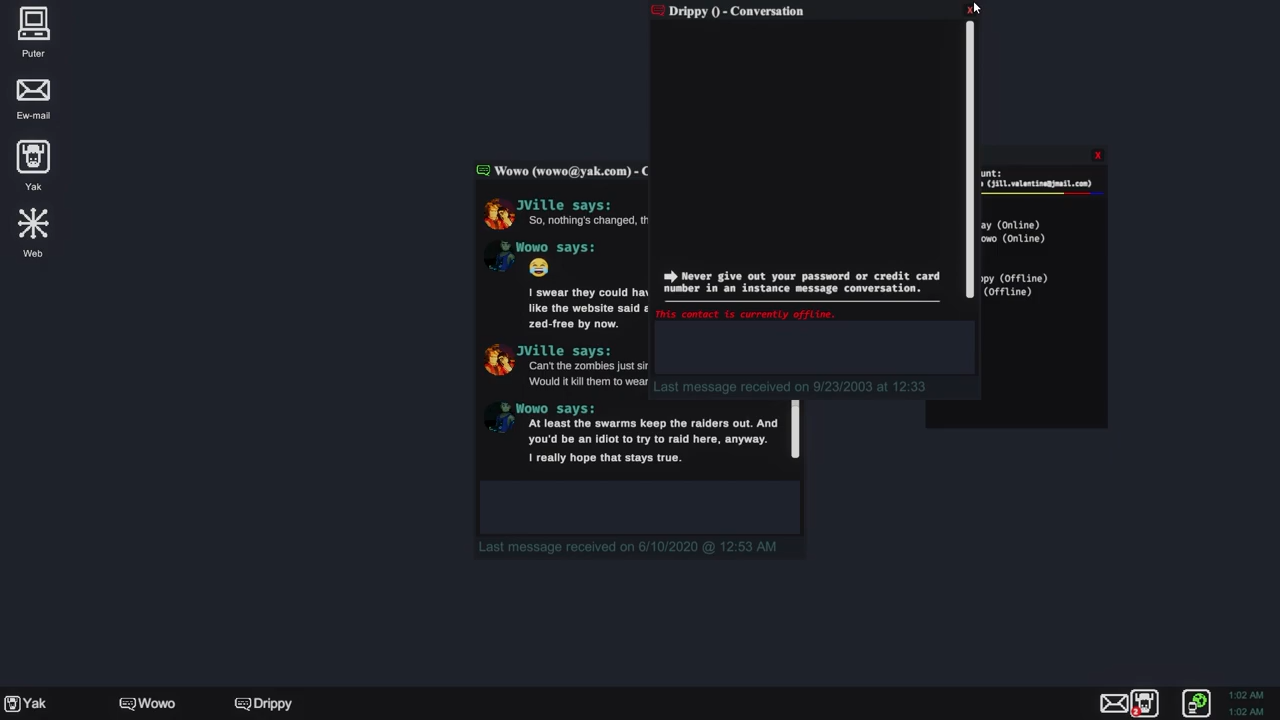 Puter
Ew-mail
Yak
Web
Drippy () - Conversation
x
➡ Never give out your password or credit card
number in an instance message conversation.
This contact is currently offline.
Last message received on 9/23/2003 at 12:33
Wowo (wowo@yak.com) - C
JVille says:
So, nothing's changed, th
Wowo says:
😂
I swear they could hav
like the website said a
zed-free by now.
JVille says:
Can't the zombies just sin
Would it kill them to wear
Wowo says:
At least the swarms keep the raiders out. And
you'd be an idiot to try to raid here, anyway.
I really hope that stays true.
Last message received on 6/10/2020 @ 12:53 AM
X
unt:
(jill.valentine@jmail.com)
ay (Online)
owo (Online)
ppy (Offline)
(Offline)
Yak
Wowo
Drippy
2
1:02 AM
1:02 AM